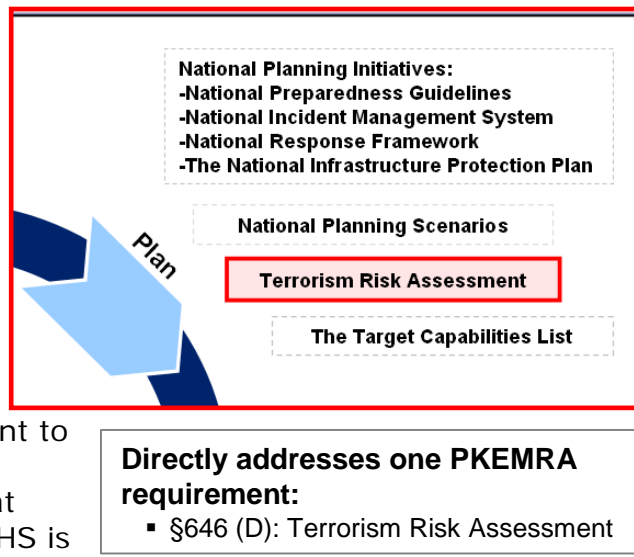 National Planning Initiatives:
-National Preparedness Guidelines
-National Incident Management System
-National Response Framework
-The National Infrastructure Protection Plan
National Planning Scenarios
Plan
Terrorism Risk Assessment
The Target Capabilities List
nt to
Directly addresses one PKEMRA
requirement:
▪ §646 (D): Terrorism Risk Assessment
nt
HS is